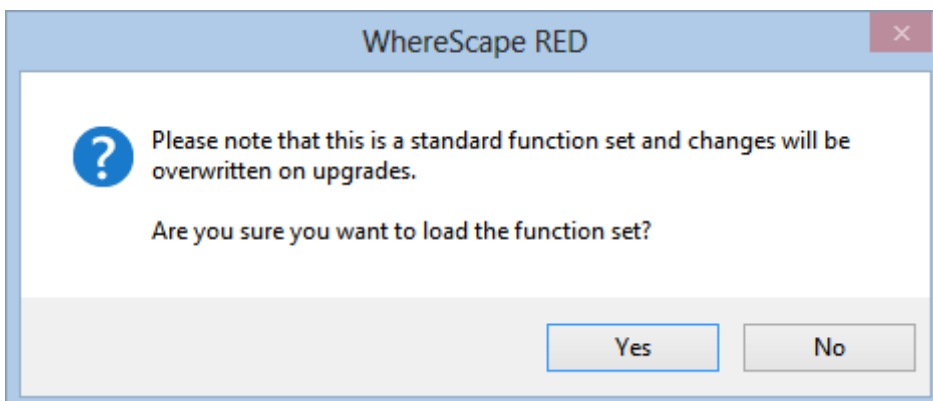 WhereScape RED
Please note that this is a standard function set and changes will be
overwritten on upgrades.
Are you sure you want to load the function set?
Yes
No